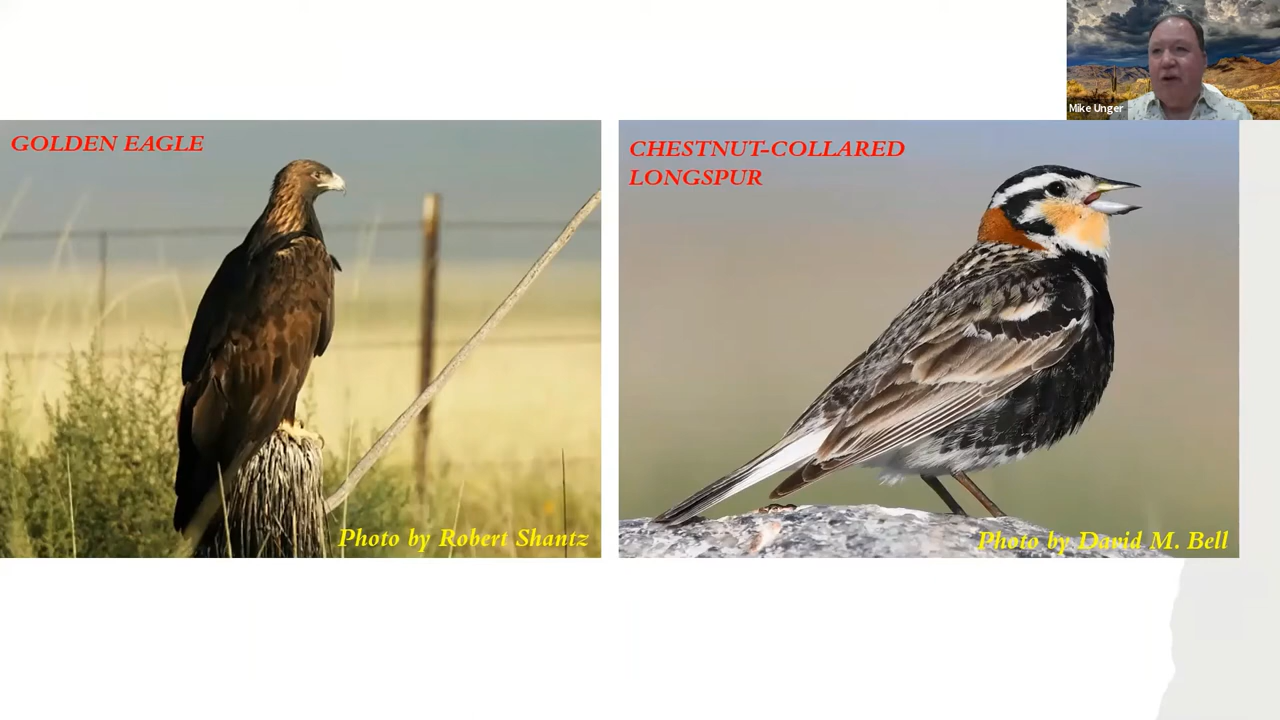 Mike Unger
GOLDEN EAGLE
Photo by Robert Shantz
CHESTNUT-COLLARED
LONGSPUR
Photo by David M. Bell